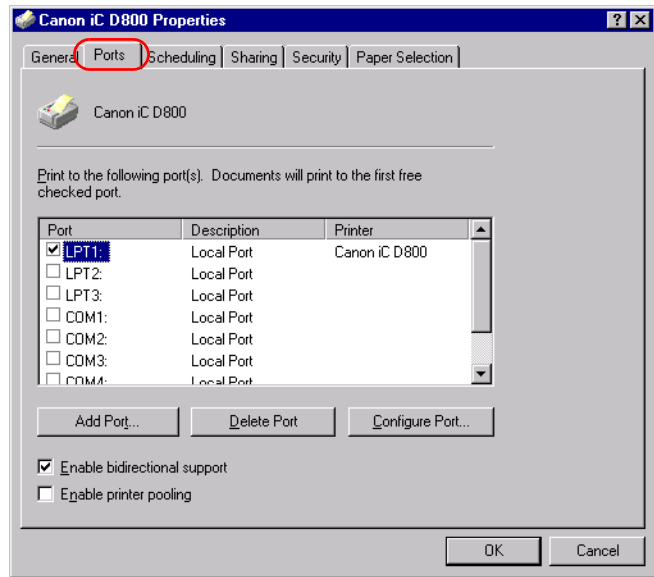 Canon iC D800 Properties
General Ports Scheduling Sharing Security Paper Selection
Canon iC D800
Print to the following port(s). Documents will print to the first free
checked port.
Port Description Printer
LPT1: Local Port Canon iC D800
LPT2: Local Port
LPT3: Local Port
COM1: Local Port
COM2: Local Port
COM3: Local Port
COM4: Local Port
Add Port... Delete Port Configure Port...
Enable bidirectional support
Enable printer pooling
OK Cancel